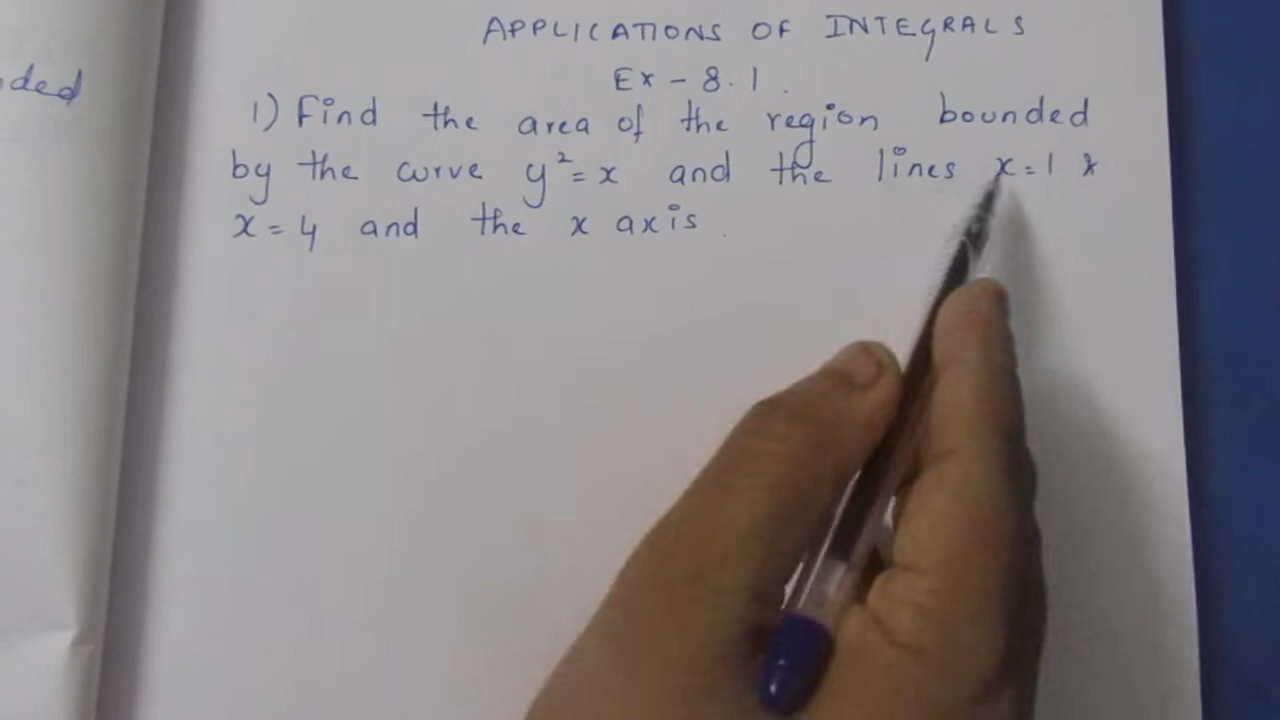 APPLICATIONS OF INTEGRALS
Ex - 8.1.
1) Find the area of the region bounded
by the curve y² = x and the lines x = 1 &
x = 4 and the x axis.